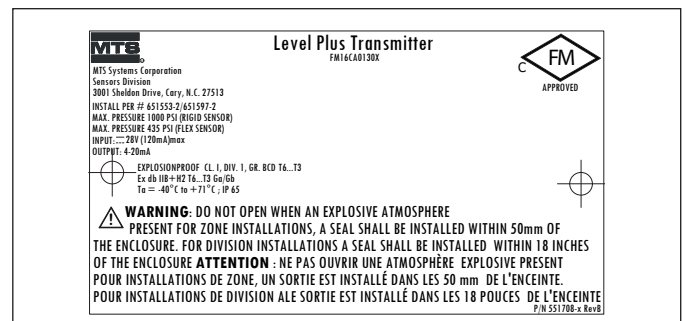 MTS
Level Plus Transmitter
FM16CA0130X
C FM
APPROVED
MTS Systems Corporation
Sensors Division
3001 Sheldon Drive, Cary, N.C. 27513
INSTALL PER # 651553-2/651597-2
MAX. PRESSURE 1000 PSI (RIGID SENSOR)
MAX. PRESSURE 435 PSI (FLEX SENSOR)
INPUT: ⎓ 28V (120mA)max
OUTPUT: 4-20mA
EXPLOSIONPROOF CL. I, DIV. 1, GR. BCD T6...T3
Ex db IIB+H2 T6...T3 Ga/Gb
Ta = -40°C to +71°C ; IP 65
WARNING: DO NOT OPEN WHEN AN EXPLOSIVE ATMOSPHERE
PRESENT FOR ZONE INSTALLATIONS, A SEAL SHALL BE INSTALLED WITHIN 50mm OF
THE ENCLOSURE. FOR DIVISION INSTALLATIONS A SEAL SHALL BE INSTALLED WITHIN 18 INCHES
OF THE ENCLOSURE ATTENTION : NE PAS OUVRIR UNE ATMOSPHÈRE EXPLOSIVE PRESENT
POUR INSTALLATIONS DE ZONE, UN SORTIE EST INSTALLÉ DANS LES 50 mm DE L'ENCEINTE.
POUR INSTALLATIONS DE DIVISION ALE SORTIE EST INSTALLÉ DANS LES 18 POUCES DE L'ENCEINTE
P/N 551708-x RevB